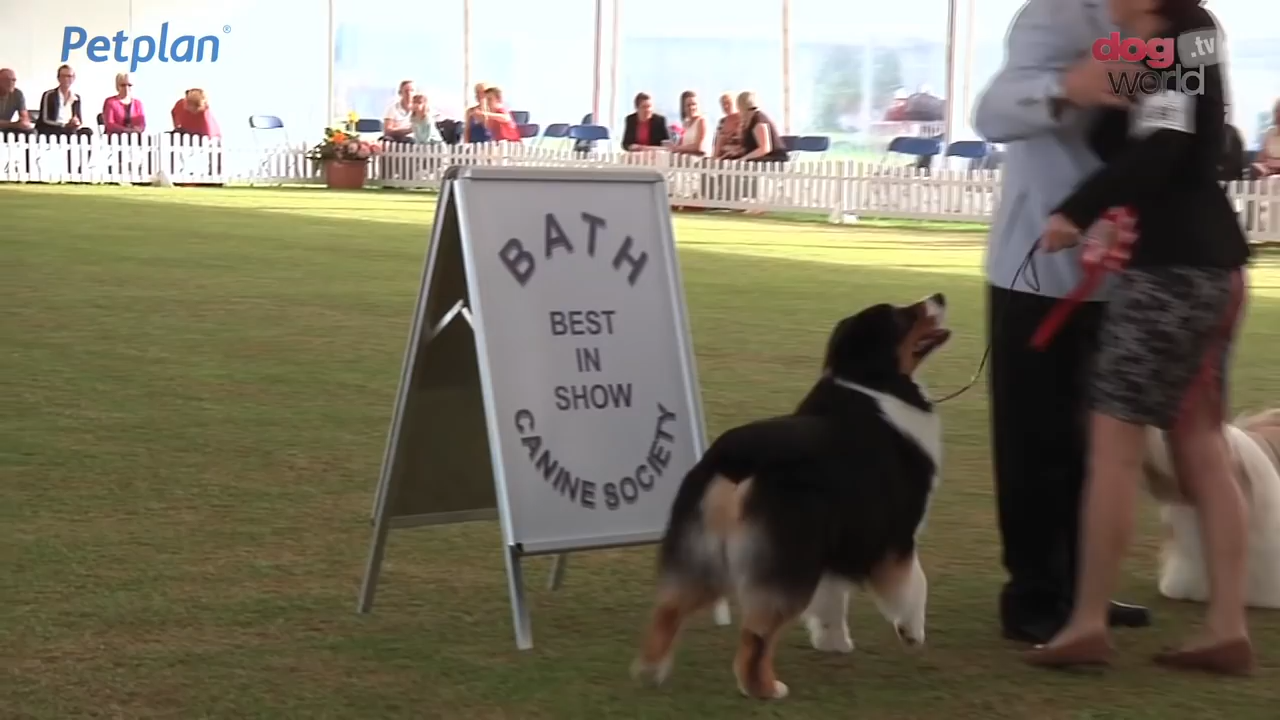 Petplan®
dog.tv
world
BATH
BEST
IN
SHOW
CANINE SOCIETY